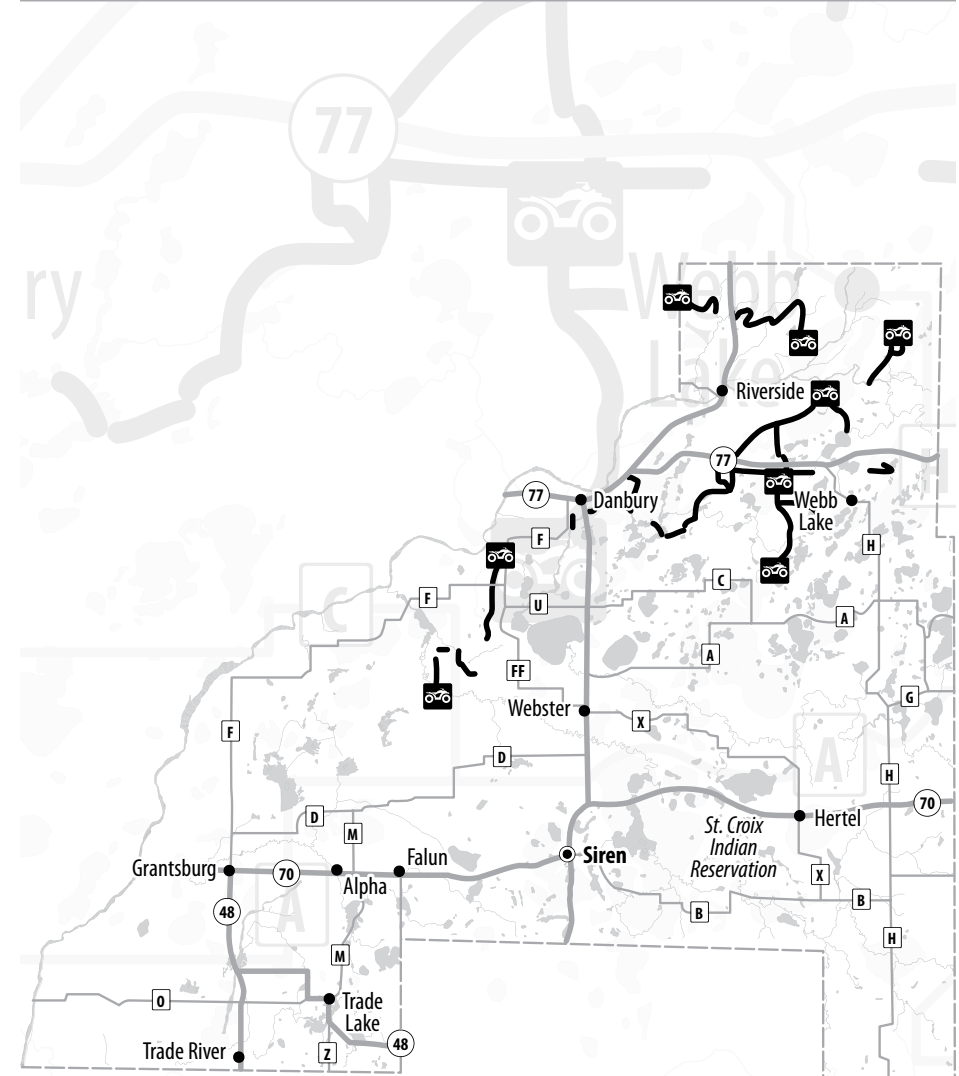 77
ry
Webb
Lake
Riverside
77
77
Danbury
Webb
Lake
H
F
H
C
F
U
C
A
A
FF
G
F
Webster
X
A
D
H
70
D
Hertel
M
St. Croix
Indian
Reservation
Siren
Falun
Grantsburg
70
Alpha
X
A
48
B
B
H
M
O
Trade
Lake
48
Trade River
Z